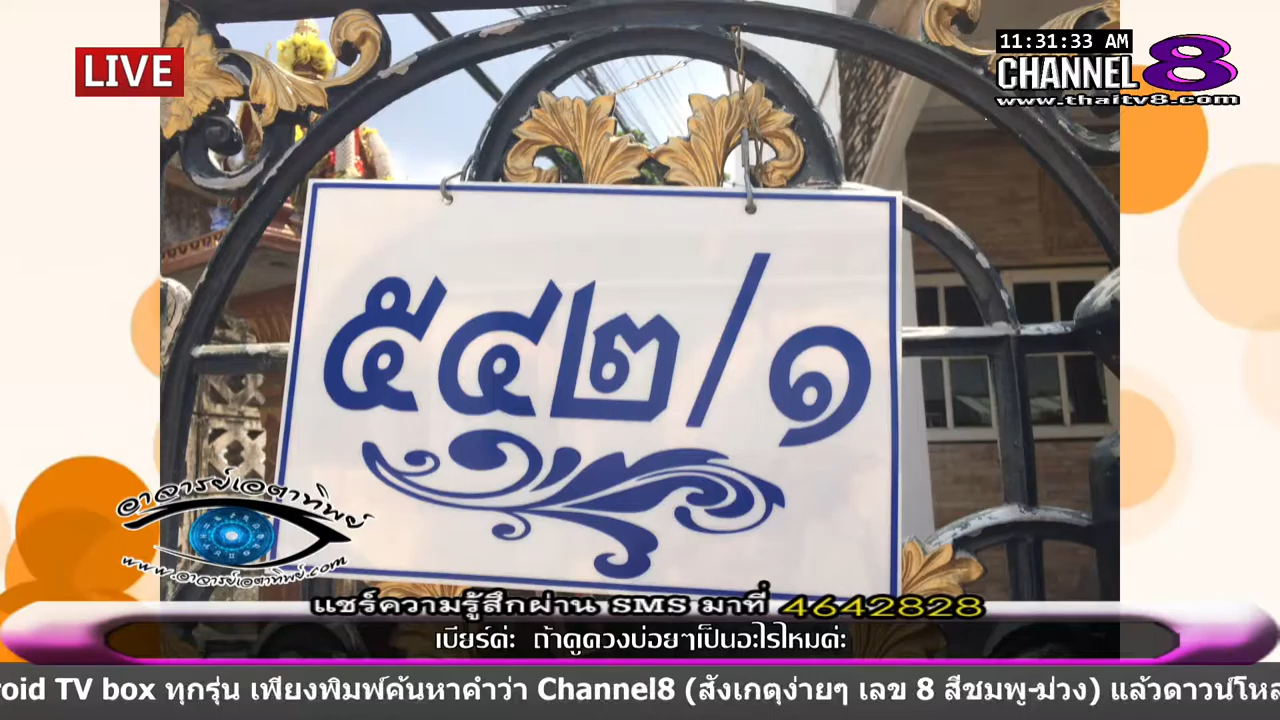 LIVE
11:31:33 AM
CHANNEL 8
www.thaitv8.com
๕๔๒/๑
อาจารย์เอตาทิพย์
www.อาจารย์เอตาทิพย์.com
แชร์ความรู้สึกผ่าน SMS มาที่ 4642828
เบียร์ค่ะ ถ้าดูดวงบ่อยๆเป็นอะไรไหมค่ะ
roid TV box ทุกรุ่น เพียงพิมพ์ค้นหาคำว่า Channel8 (สังเกตุง่ายๆ เลข 8 สีชมพู-ม่วง) แล้วดาวน์โหล